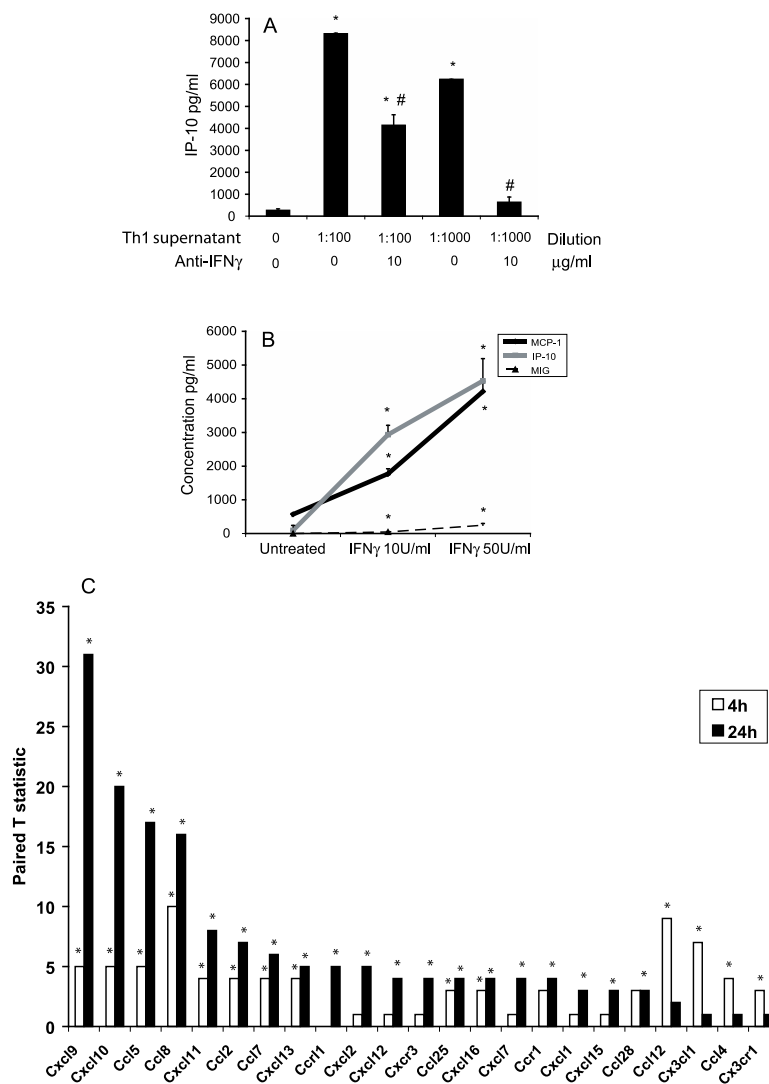 A
IP-10 pg/ml
9000
8000
7000
6000
5000
4000
3000
2000
1000
0
*
* #
*
#
Th1 supernatant 0 1:100 1:100 1:1000 1:1000 Dilution
Anti-IFNγ 0 0 10 0 10 μg/ml
B
Concentration pg/ml
6000
5000
4000
3000
2000
1000
0
MCP-1
IP-10
MIG
*
*
*
*
*
*
Untreated IFNγ 10U/ml IFNγ 50U/ml
C
Paired T statistic
35
30
25
20
15
10
5
0
4h
24h
* * * * * * * * * * * * * * * * * * * * * * * * * * * * * * *
Cxcl9 Cxcl10 Ccl5 Ccl8 Cxcl11 Ccl2 Ccl7 Cxcl13 Ccrl1 Cxcl2 Cxcl12 Cxcr3 Ccl25 Cxcl16 Cxcl7 Ccr1 Cxcl1 Cxcl15 Ccl28 Ccl12 Cx3cl1 Ccl4 Cx3cr1